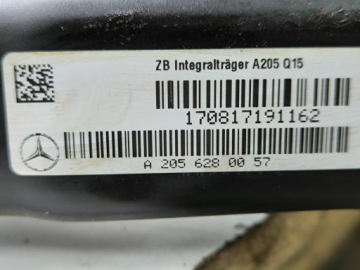 ZB Integralträger A205 Q15
170817191162
A 205 628 00 57